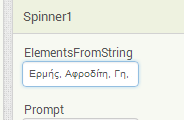 Spinner1
ElementsFromString
Ερμής, Αφροδίτη, Γη,
Prompt